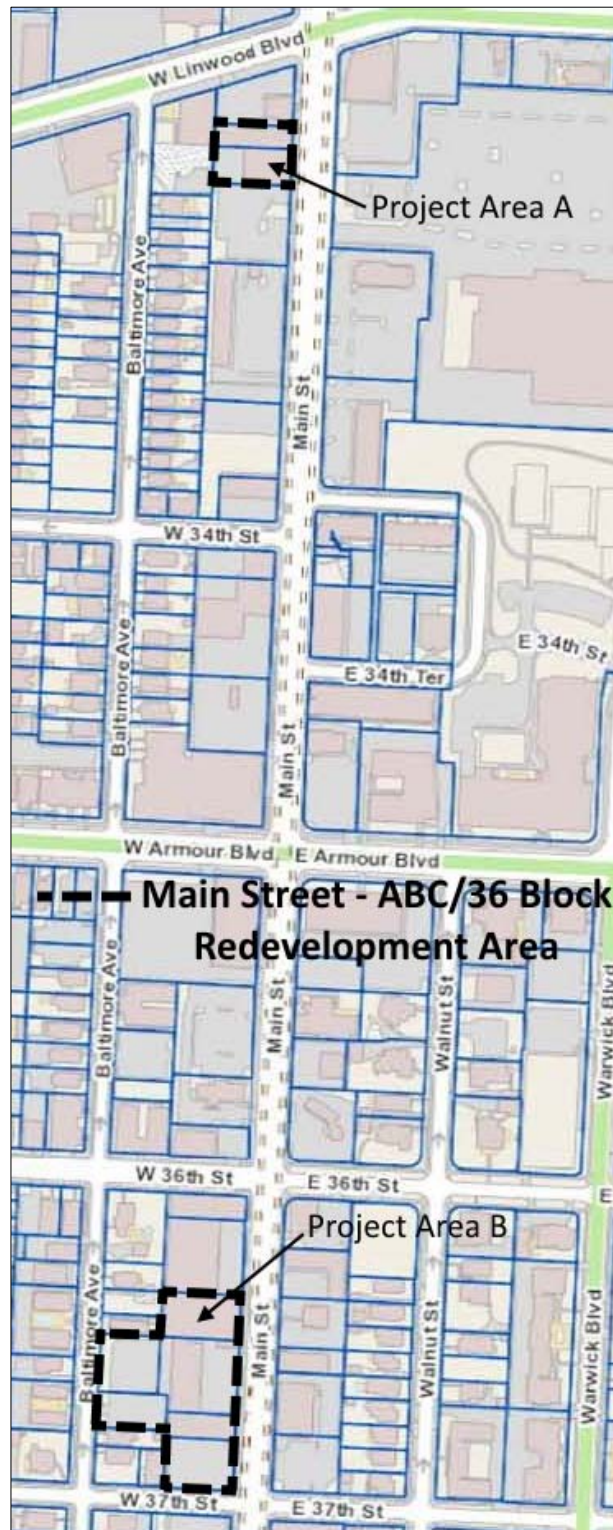 W Linwood Blvd
Project Area A
Baltimore Ave
Main St
W 34th St
E 34th St
E 34th Ter
Baltimore Ave
Main St
W Armour Blvd
E Armour Blvd
Main Street - ABC/36 Block
Redevelopment Area
Baltimore Ave
Main St
Walnut St
Warwick Blvd
W 36th St
E 36th St
E
Project Area B
Baltimore Ave
Main St
Walnut St
Warwick Blvd
W 37th St
E 37th St